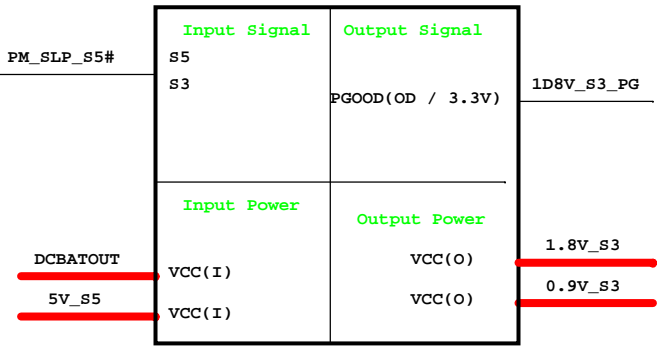 Input Signal
Output Signal
PM_SLP_S5#
S5
S3
PGOOD(OD / 3.3V)
1D8V_S3_PG
Input Power
Output Power
DCBATOUT
VCC(I)
VCC(O)
1.8V_S3
5V_S5
VCC(I)
VCC(O)
0.9V_S3